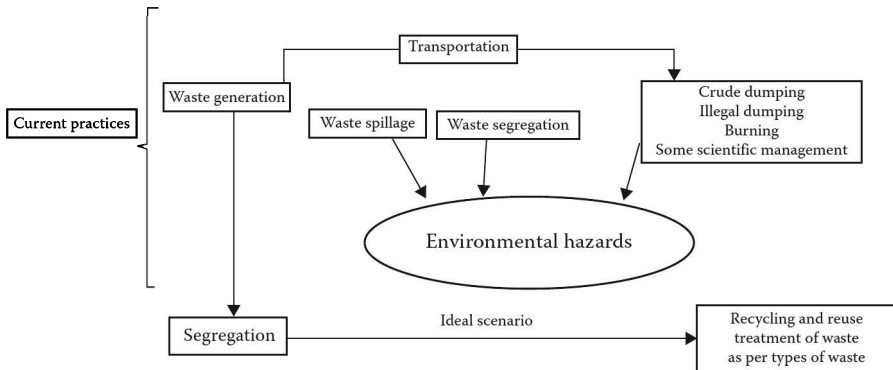 Transportation
Waste generation
Crude dumping
Illegal dumping
Burning
Some scientific management
Current practices
Waste spillage
Waste segregation
Environmental hazards
Segregation
Ideal scenario
Recycling and reuse
treatment of waste
as per types of waste